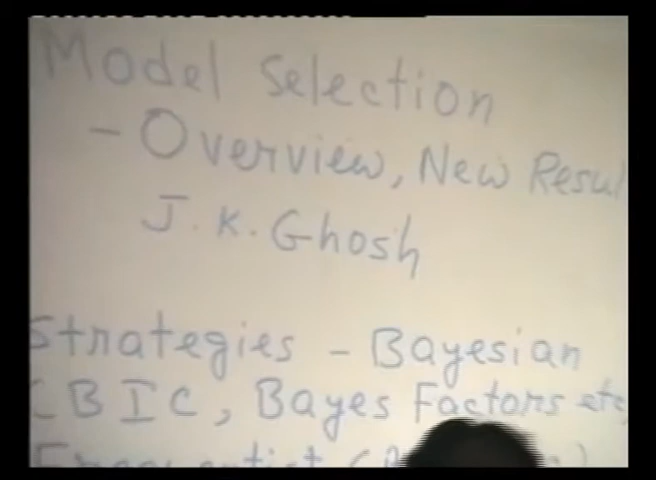 Model Selection
- Overview, New Resul
J. K. Ghosh
Strategies - Bayesian
(BIC, Bayes Factors etc